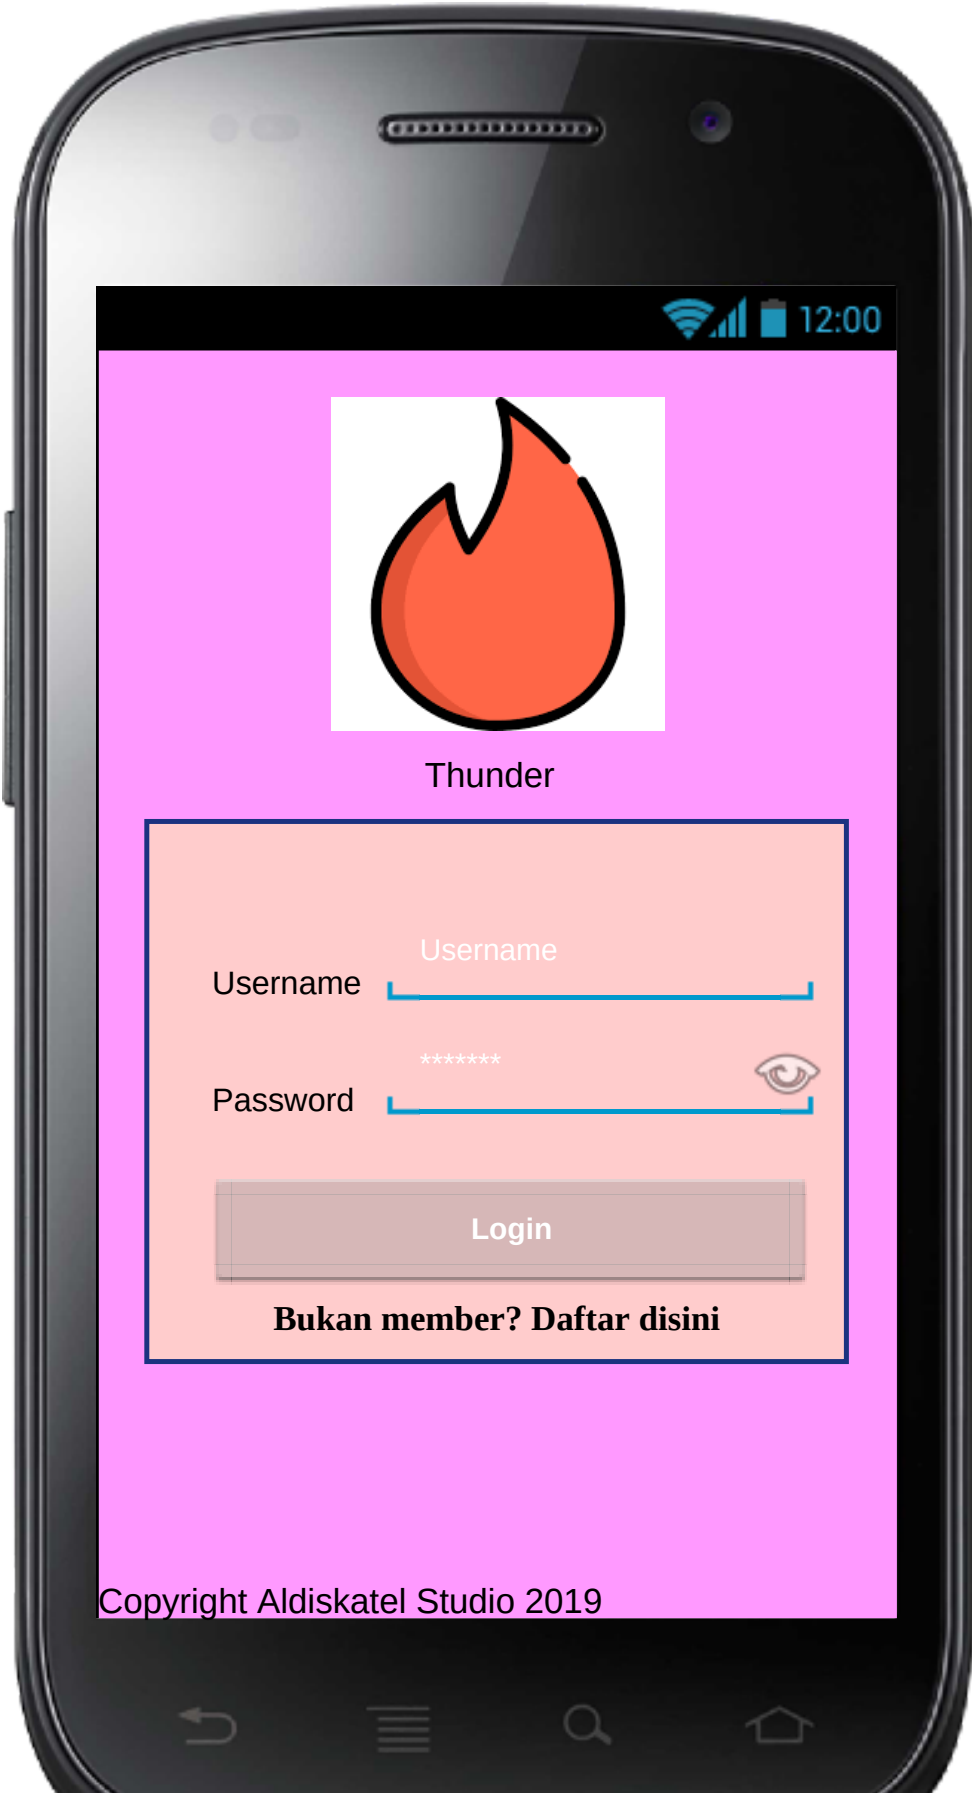 12:00
Thunder
Username
Username
*******
Password
Login
Bukan member? Daftar disini
Copyright Aldiskatel Studio 2019